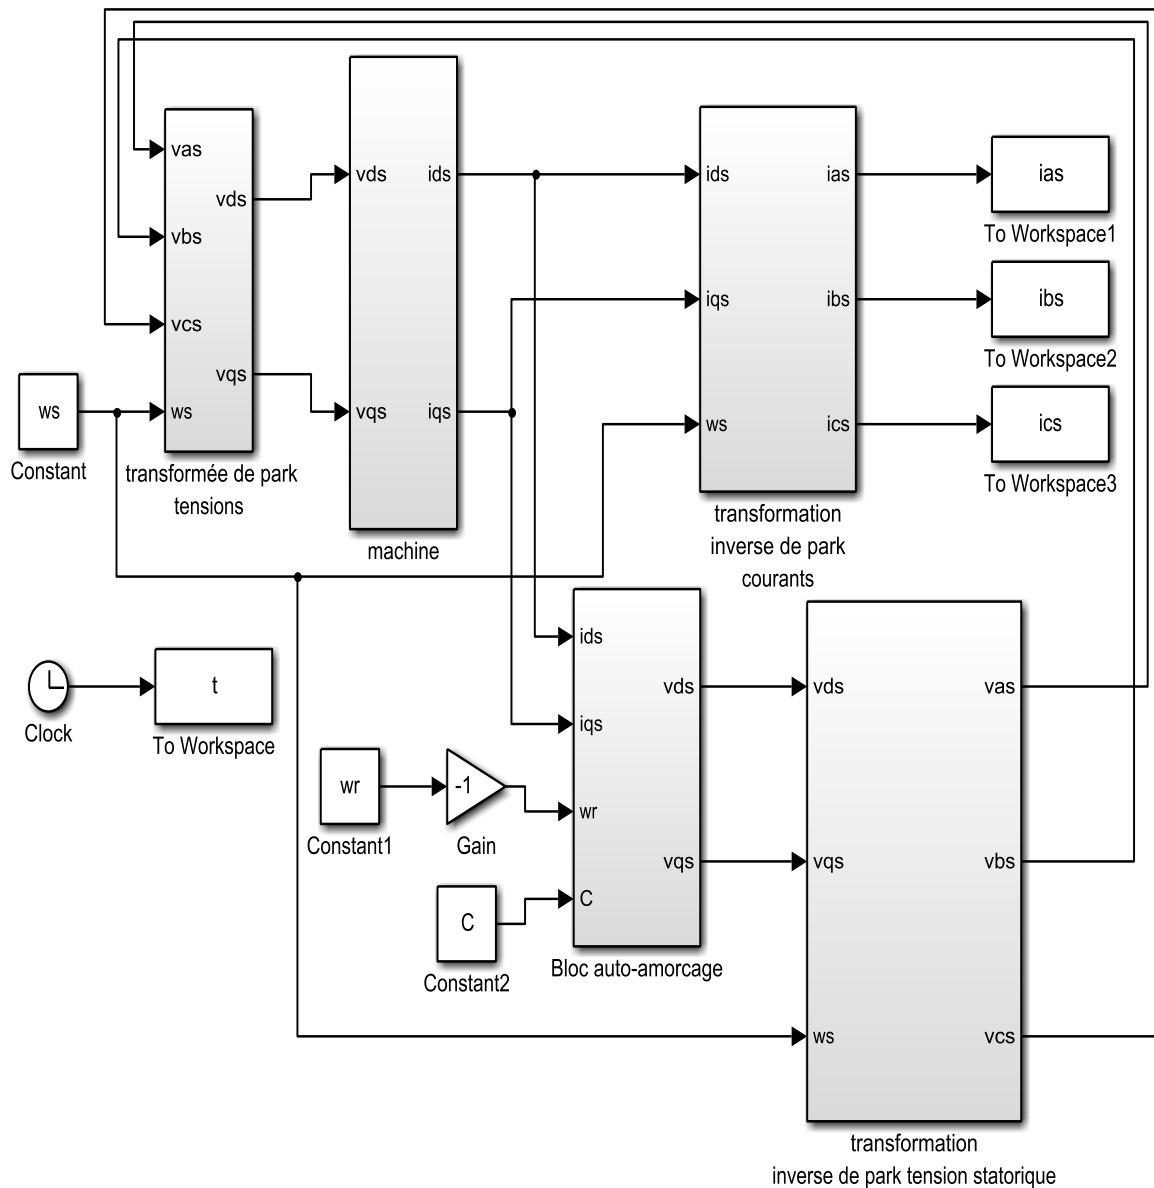 vas
vbs
vcs
ws
vds
vqs
transformée de park
tensions
ws
Constant
vds
vqs
ids
iqs
machine
ids
iqs
ws
ias
ibs
ics
transformation
inverse de park
courants
ias
To Workspace1
ibs
To Workspace2
ics
To Workspace3
Clock
t
To Workspace
wr
Constant1
-1
Gain
C
Constant2
ids
iqs
wr
C
vds
vqs
Bloc auto-amorcage
vds
vqs
ws
vas
vbs
vcs
transformation
inverse de park tension statorique